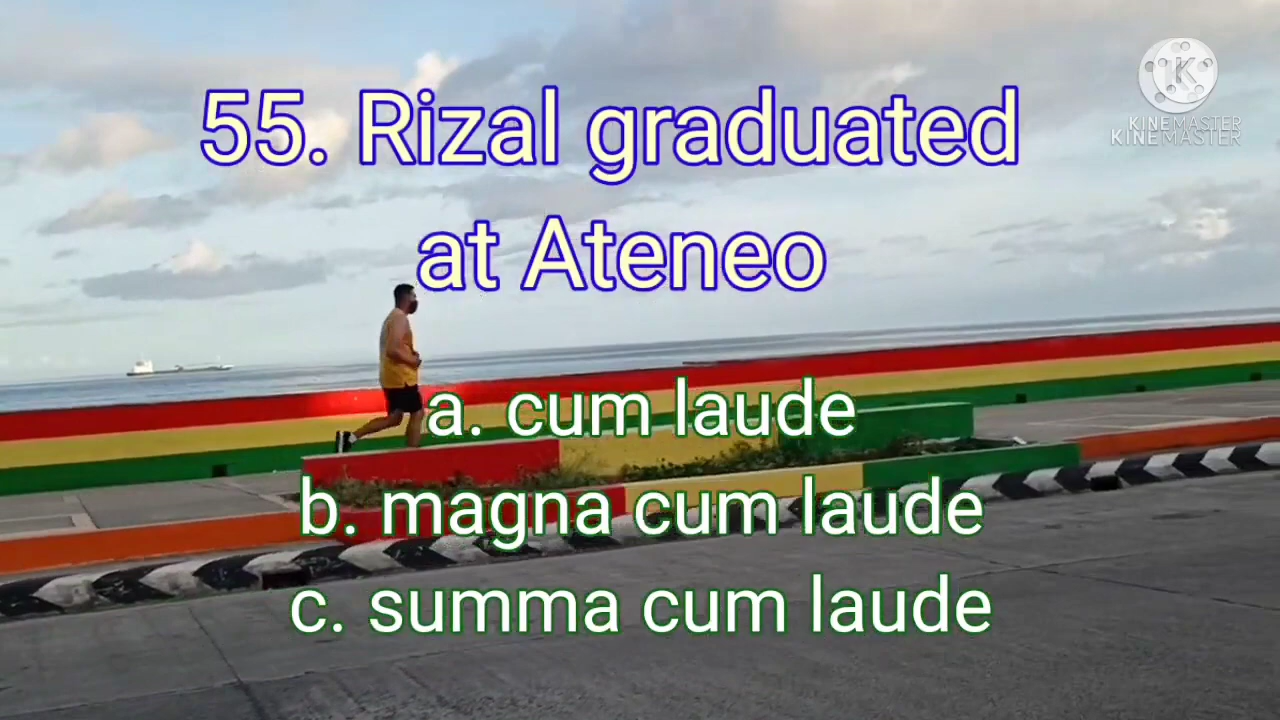 55. Rizal graduated
at Ateneo
a. cum laude
b. magna cum laude
c. summa cum laude
K
KINEMASTER
KINEMASTER